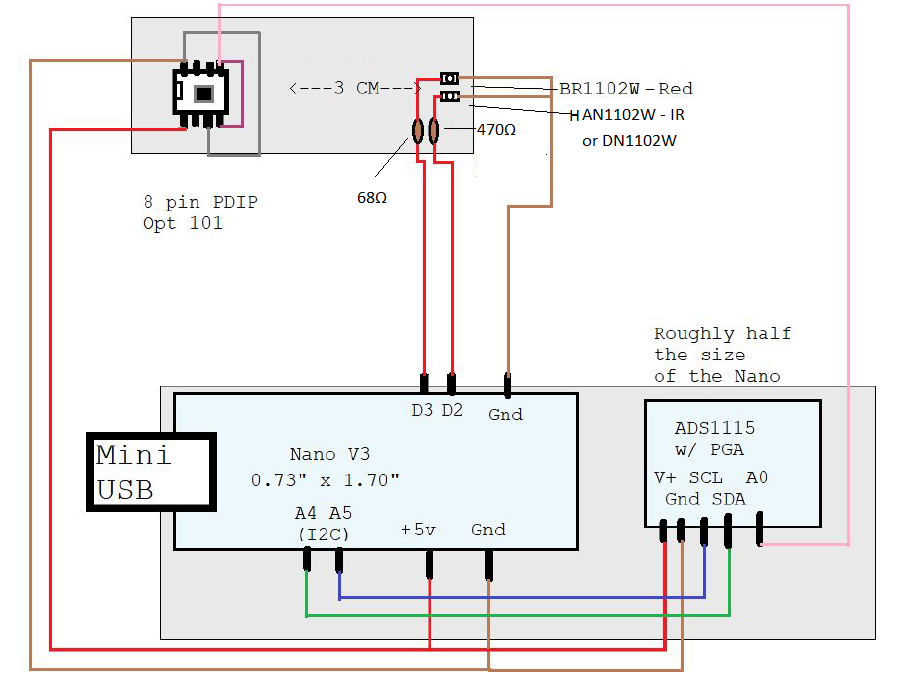 <---3 CM--->
BR1102W-Red
HAN1102W - IR
or DN1102W
470Ω
68Ω
8 pin PDIP
Opt 101
Roughly half
the size
of the Nano
D3 D2 Gnd
ADS1115
w/ PGA
V+ SCL A0
Gnd SDA
Mini
USB
Nano V3
0.73" x 1.70"
A4 A5
(I2C)
+5v Gnd